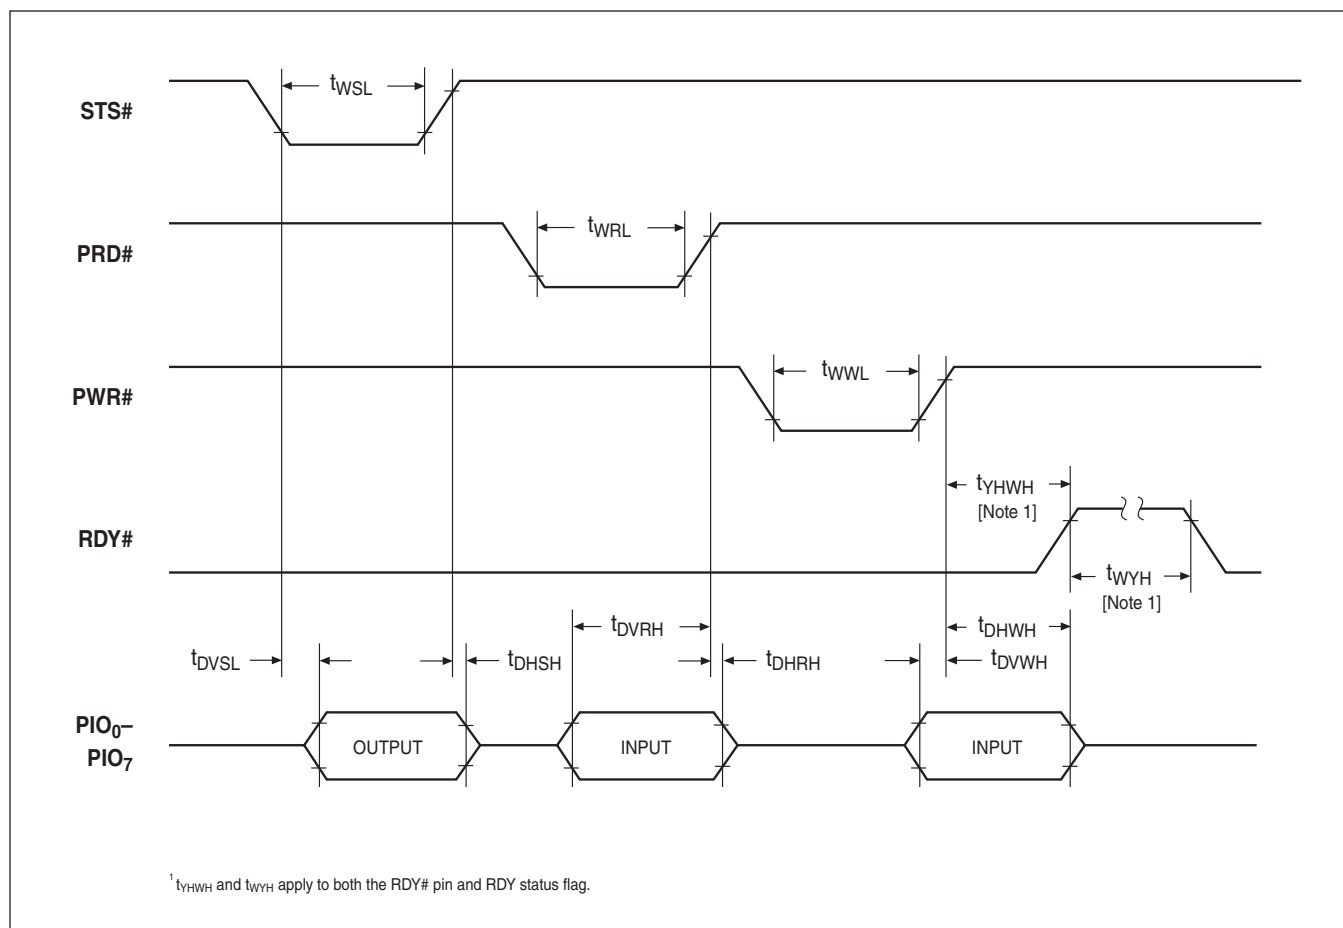 STS#
tWSL
PRD#
tWRL
PWR#
tWWL
RDY#
tYHWH
[Note 1]
tWYH
[Note 1]
tDVRH
tDHWH
tDVSL
tDHSH
tDHRH
tDVWH
PIO0–
PIO7
OUTPUT
INPUT
INPUT
1 tYHWH and tWYH apply to both the RDY# pin and RDY status flag.